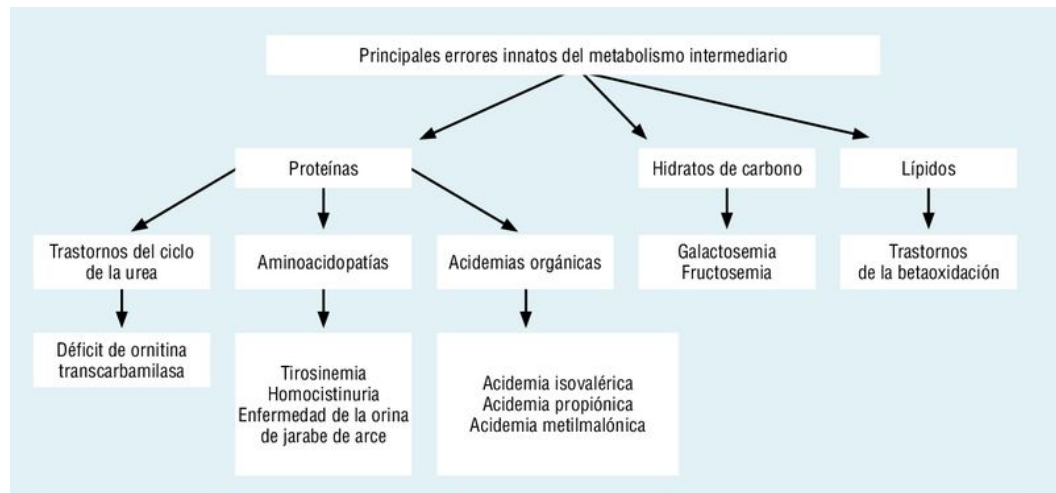 Principales errores innatos del metabolismo intermediario
Proteínas
Hidratos de carbono
Lípidos
Trastornos del ciclo
de la urea
Aminoacidopatías
Acidemias orgánicas
Galactosemia
Fructosemia
Trastornos
de la betaoxidación
Déficit de ornitina
transcarbamilasa
Tirosinemia
Homocistinuria
Enfermedad de la orina
de jarabe de arce
Acidemia isovalérica
Acidemia propiónica
Acidemia metilmalónica